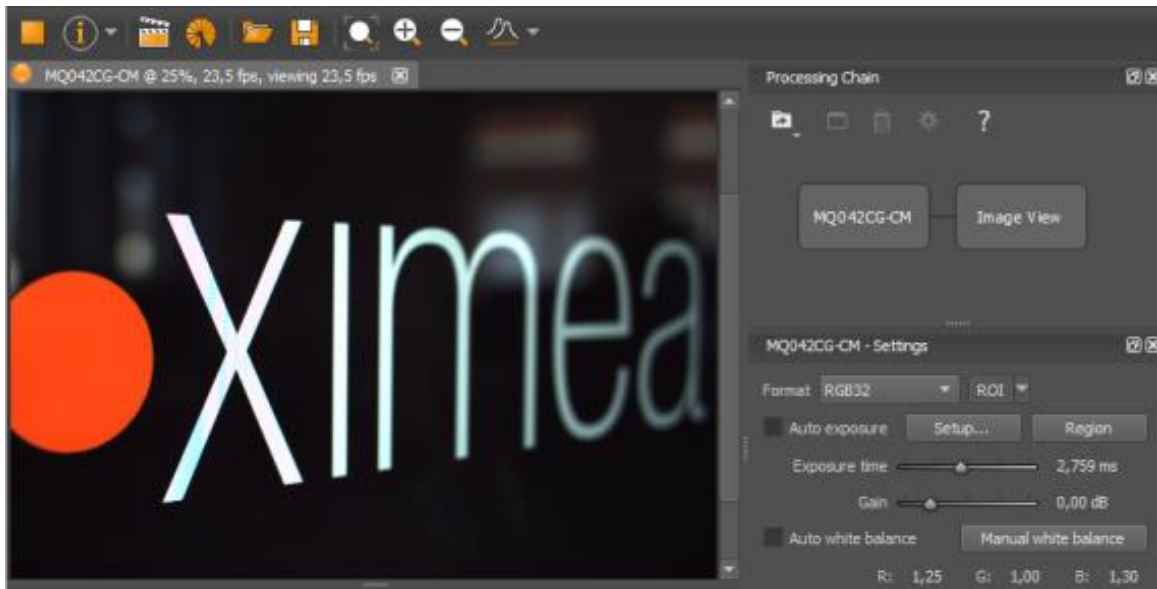 MQ042CG-CM @ 25%, 23,5 fps, viewing 23,5 fps
ximea
Processing Chain
?
MQ042CG-CM
Image View
MQ042CG-CM - Settings
Format RGB32 ROI
Auto exposure Setup... Region
Exposure time 2,759 ms
Gain 0,00 dB
Auto white balance Manual white balance
R: 1,25 G: 1,00 B: 1,30